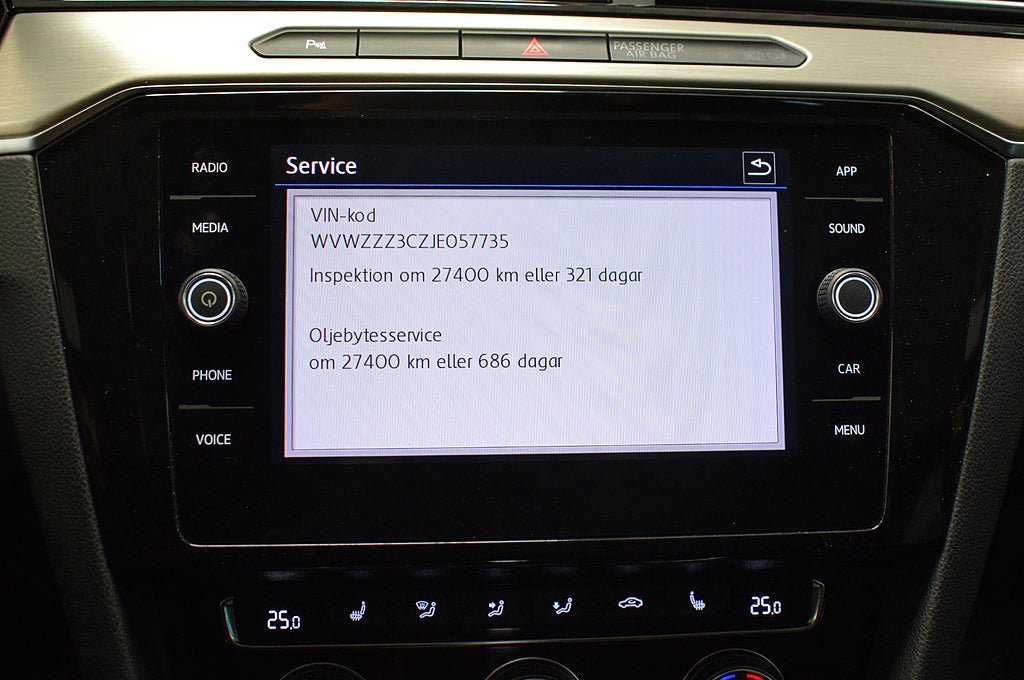 PASSENGER
AIR BAG
RADIO
MEDIA
PHONE
VOICE
Service
VIN-kod
WVWZZZ3CZJE057735
Inspektion om 27400 km eller 321 dagar
Oljebytesservice
om 27400 km eller 686 dagar
APP
SOUND
CAR
MENU
25.0
25.0